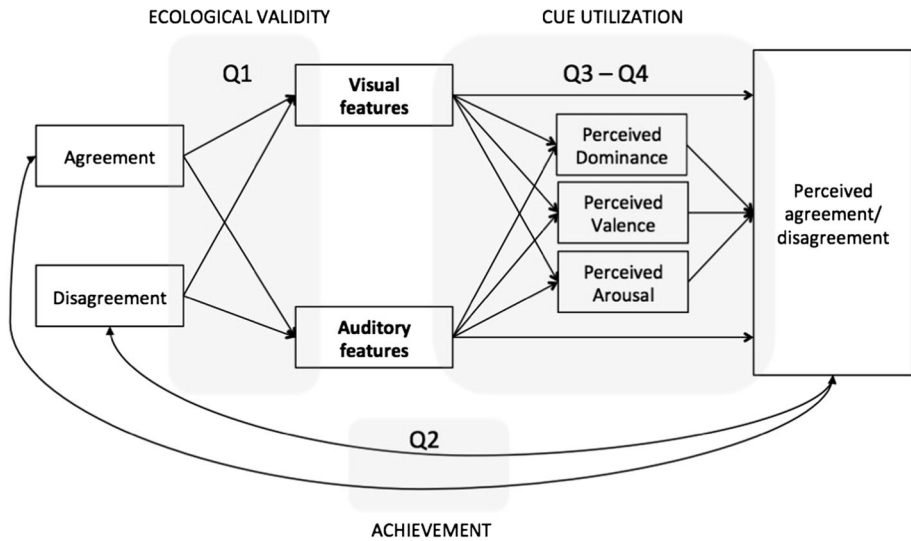 ECOLOGICAL VALIDITY
CUE UTILIZATION
Q1
Q3 – Q4
Visual
features
Agreement
Disagreement
Auditory
features
Perceived
Dominance
Perceived
Valence
Perceived
Arousal
Perceived
agreement/
disagreement
Q2
ACHIEVEMENT